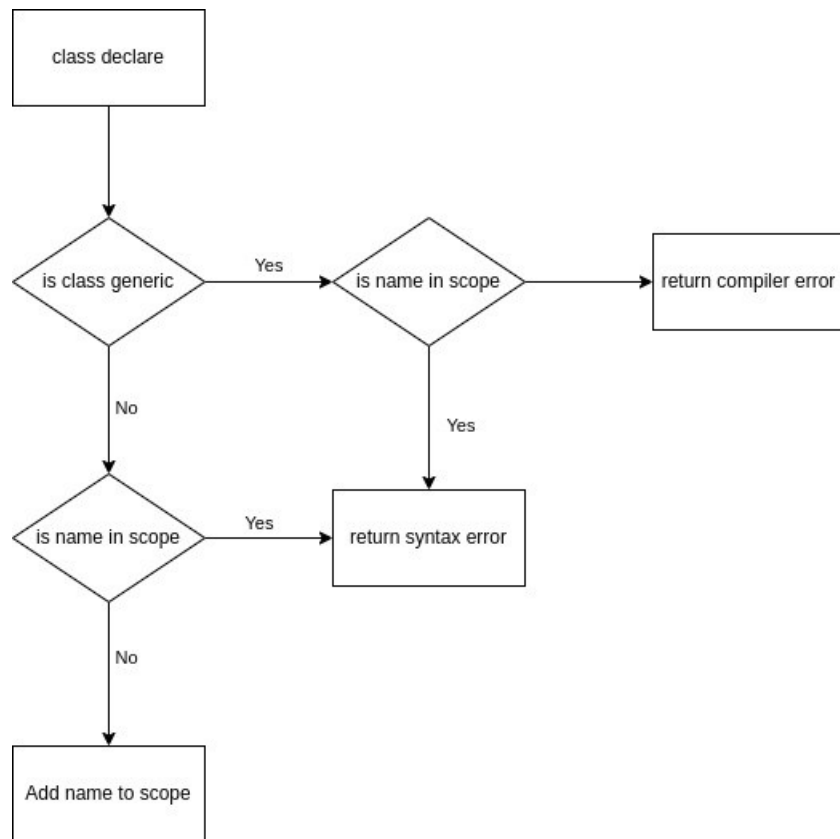 class declare
is class generic
Yes
is name in scope
return compiler error
No
Yes
is name in scope
Yes
return syntax error
No
Add name to scope